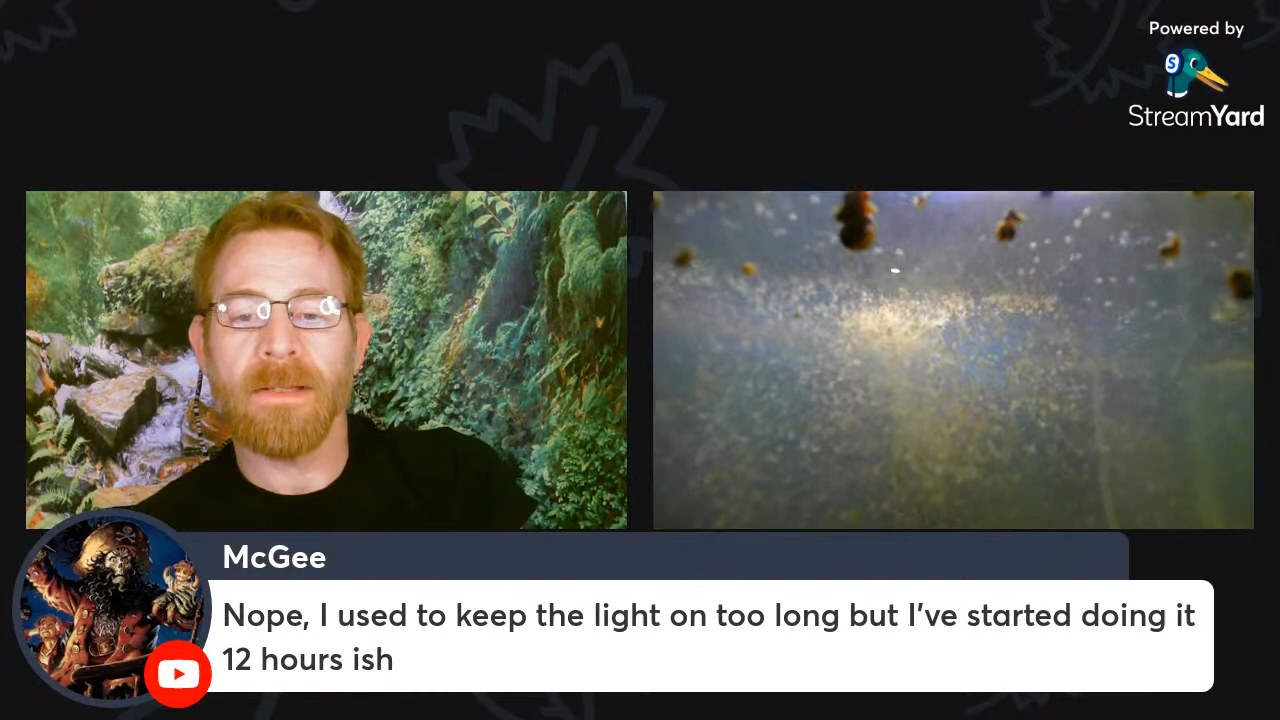 Powered by
S
StreamYard
McGee
Nope, I used to keep the light on too long but I've started doing it
12 hours ish